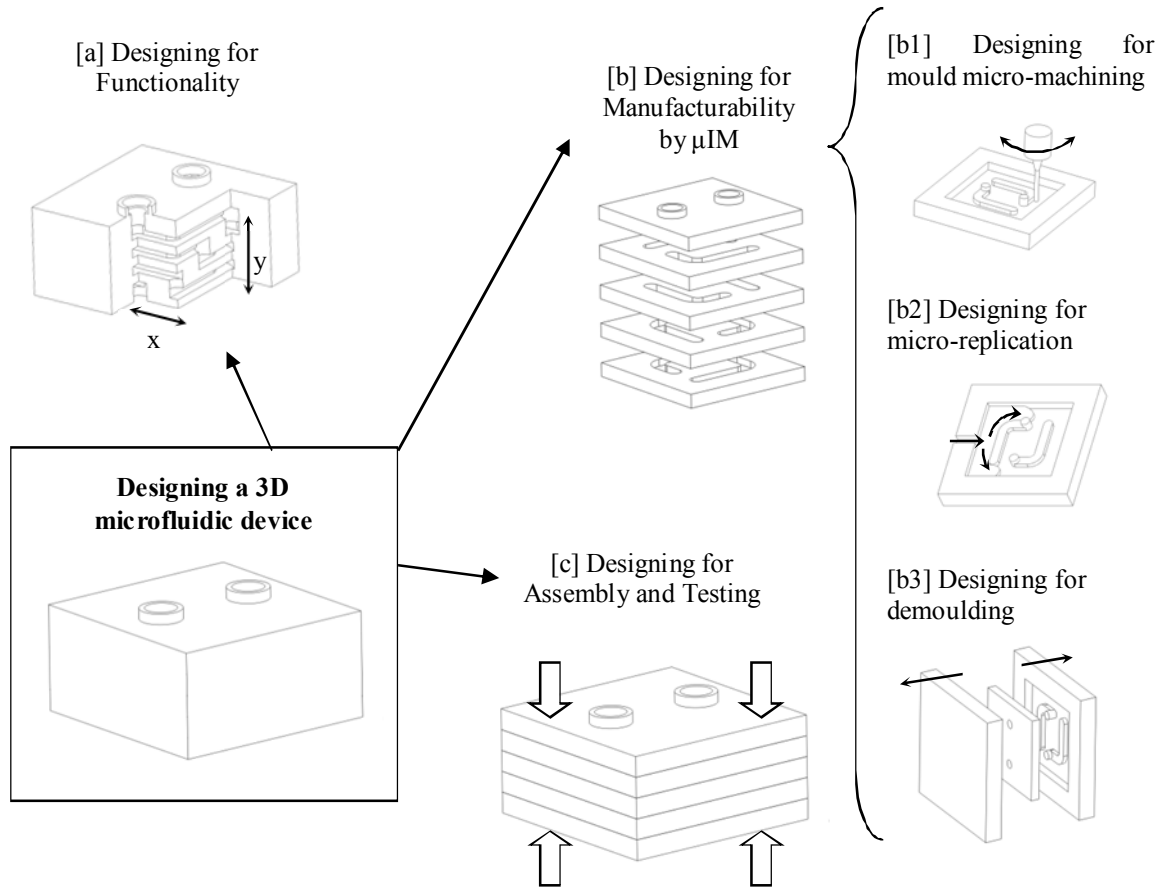 [a] Designing for
Functionality
x
y
[b] Designing for
Manufacturability
by µIM
[b1] Designing for
mould micro-machining
[b2] Designing for
micro-replication
[b3] Designing for
demoulding
Designing a 3D
microfluidic device
[c] Designing for
Assembly and Testing